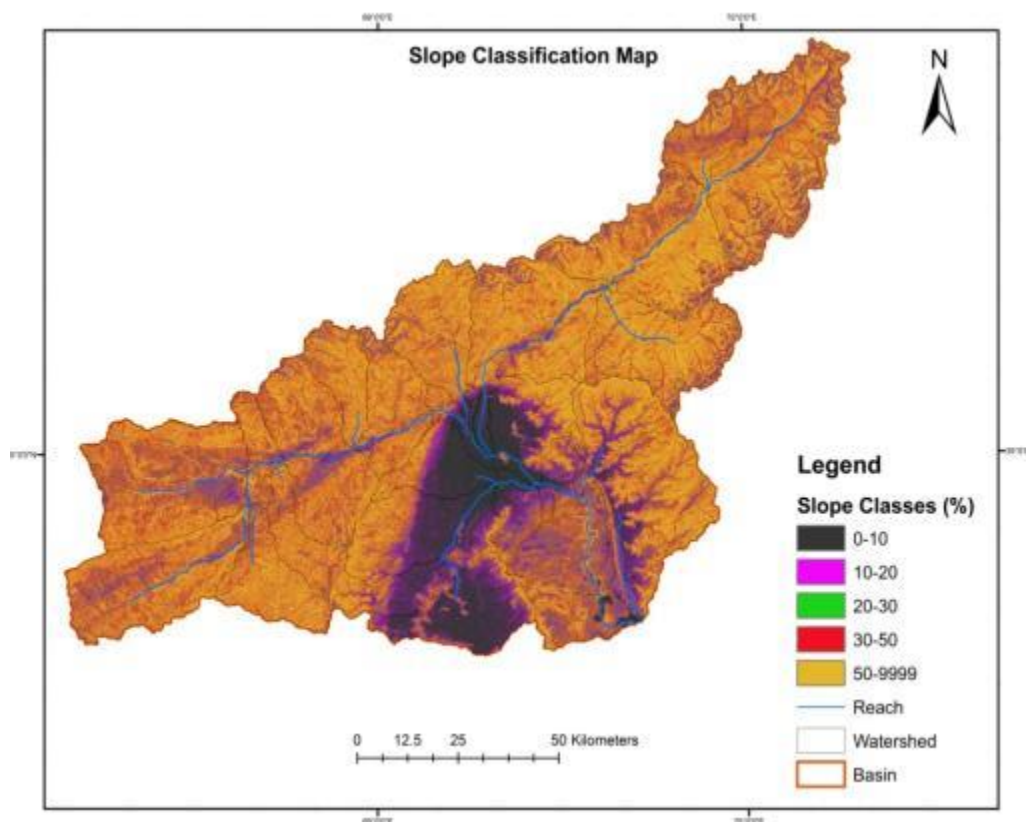 Slope Classification Map
N
Legend
Slope Classes (%)
0-10
10-20
20-30
30-50
50-9999
Reach
Watershed
Basin
0 12.5 25 50 Kilometers